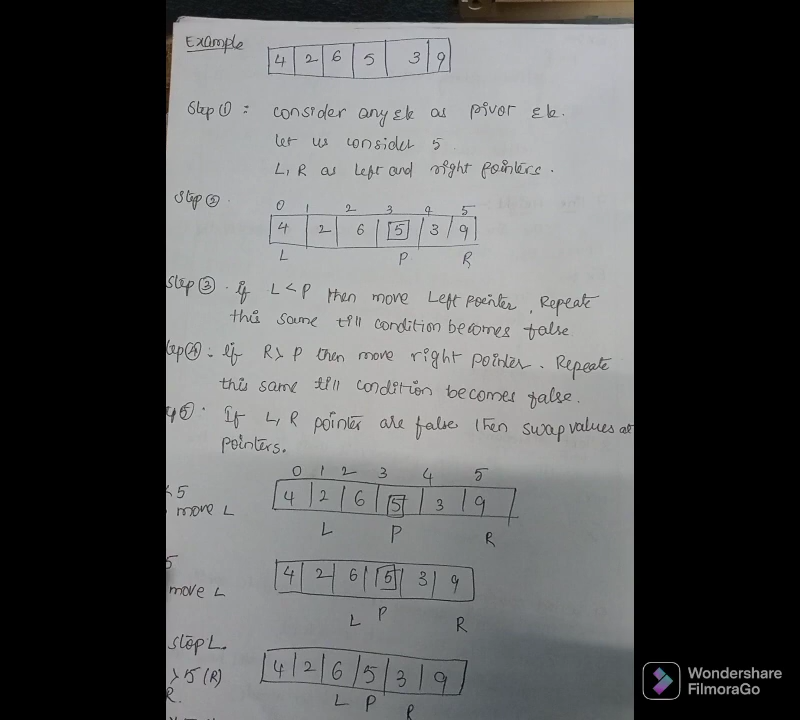 Example
4 2 6 5 3 9
Step ① : consider any Ele as pivot Ele.
let us consider 5.
L, R as left and right pointers.
Step ②.
0 1 2 3 4 5
4 2 6 5 3 9
L P R
Step ③. if L < P then move Left pointer. Repeat
this same till condition becomes false
tep ④ : if R > P then move right pointer. Repeat
this same till condition becomes false.
⑤. If L, R pointer are false then swap values at
pointers.
0 1 2 3 4 5
< 5
4 2 6 5 3 9
move L
L P R
5
4 2 6 5 3 9
move L
L P R
stop L.
4 2 6 5 3 9
> 5 (R)
R.
L P R
Wondershare
FilmoraGo